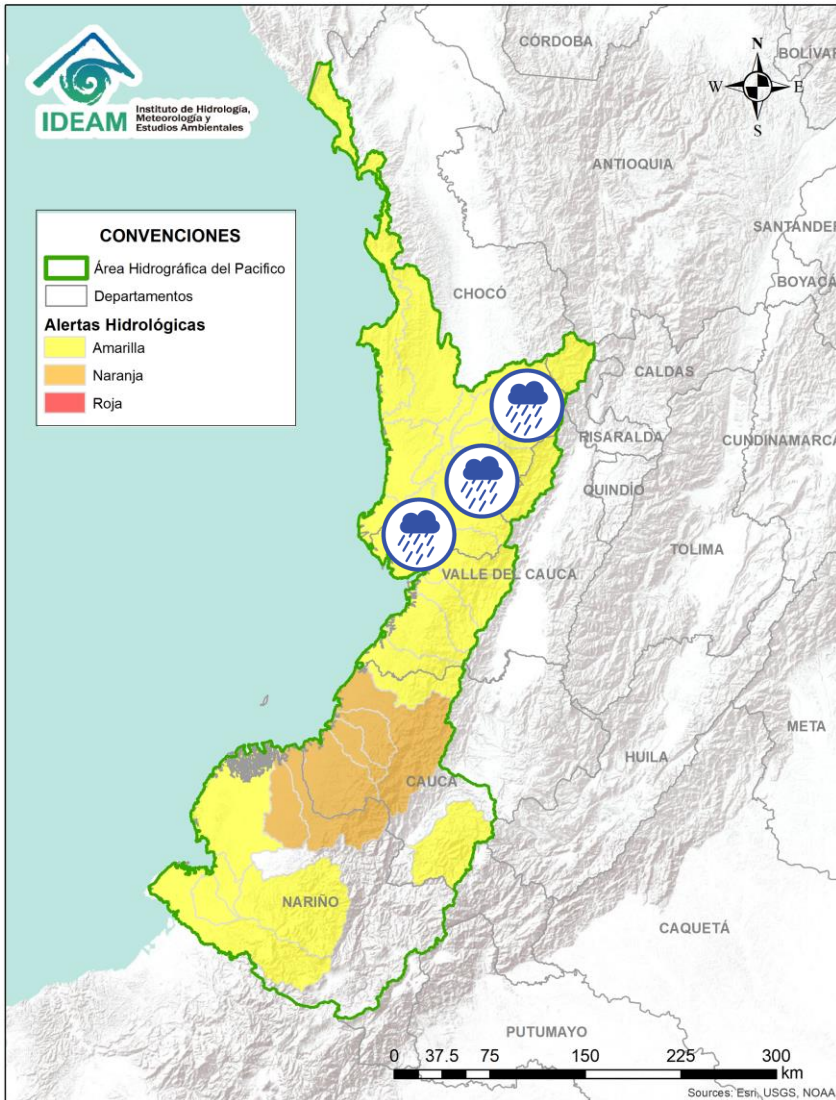 IDEAM
Instituto de Hidrología,
Meteorología y
Estudios Ambientales
CÓRDOBA
BOLÍVAR
N
W
E
S
ANTIOQUIA
SANTANDER
BOYACÁ
CONVENCIONES
Área Hidrográfica del Pacifico
Departamentos
Alertas Hidrológicas
Amarilla
Naranja
Roja
CHOCÓ
CALDAS
RISARALDA
CUNDINAMARCA
QUINDÍO
TOLIMA
VALLE DEL CAUCA
META
HUILA
CAUCA
NARIÑO
CAQUETÁ
PUTUMAYO
0 37.5 75 150 225 300
km
Sources: Esri, USGS, NOAA